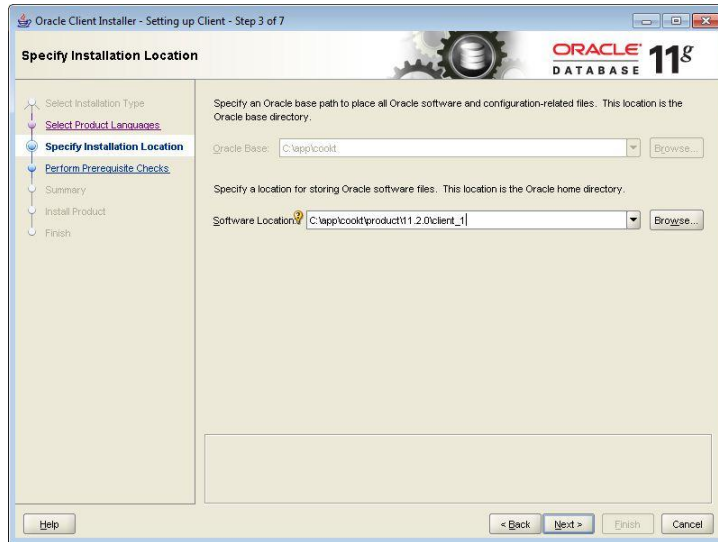 Oracle Client Installer - Setting up Client - Step 3 of 7
Specify Installation Location
ORACLE
DATABASE 11g
Select Installation Type
Select Product Languages
Specify Installation Location
Perform Prerequisite Checks
Summary
Install Product
Finish
Specify an Oracle base path to place all Oracle software and configuration-related files. This location is the
Oracle base directory.
Oracle Base: C:\app\cookt Browse...
Specify a location for storing Oracle software files. This location is the Oracle home directory.
Software Location: C:\app\cookt\product\11.2.0\client_1 Browse...
Help < Back Next > Finish Cancel